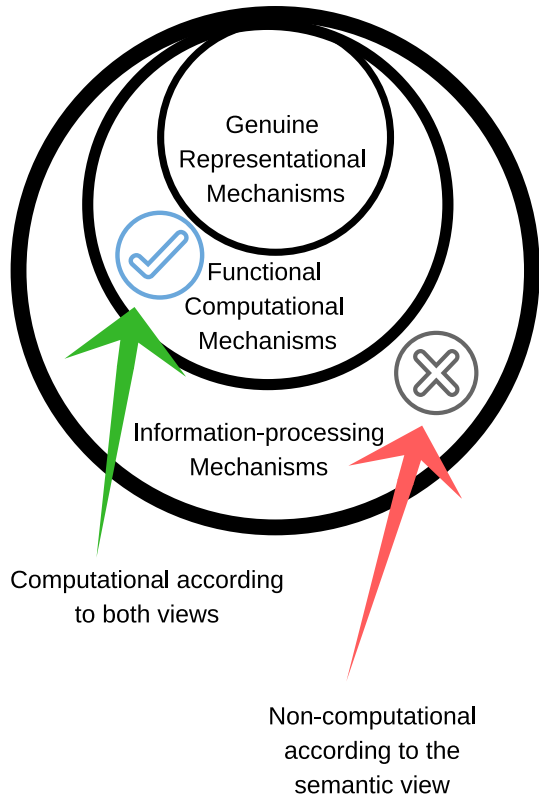 Genuine
Representational
Mechanisms
Functional
Computational
Mechanisms
Information-processing
Mechanisms
Computational according
to both views
Non-computational
according to the
semantic view